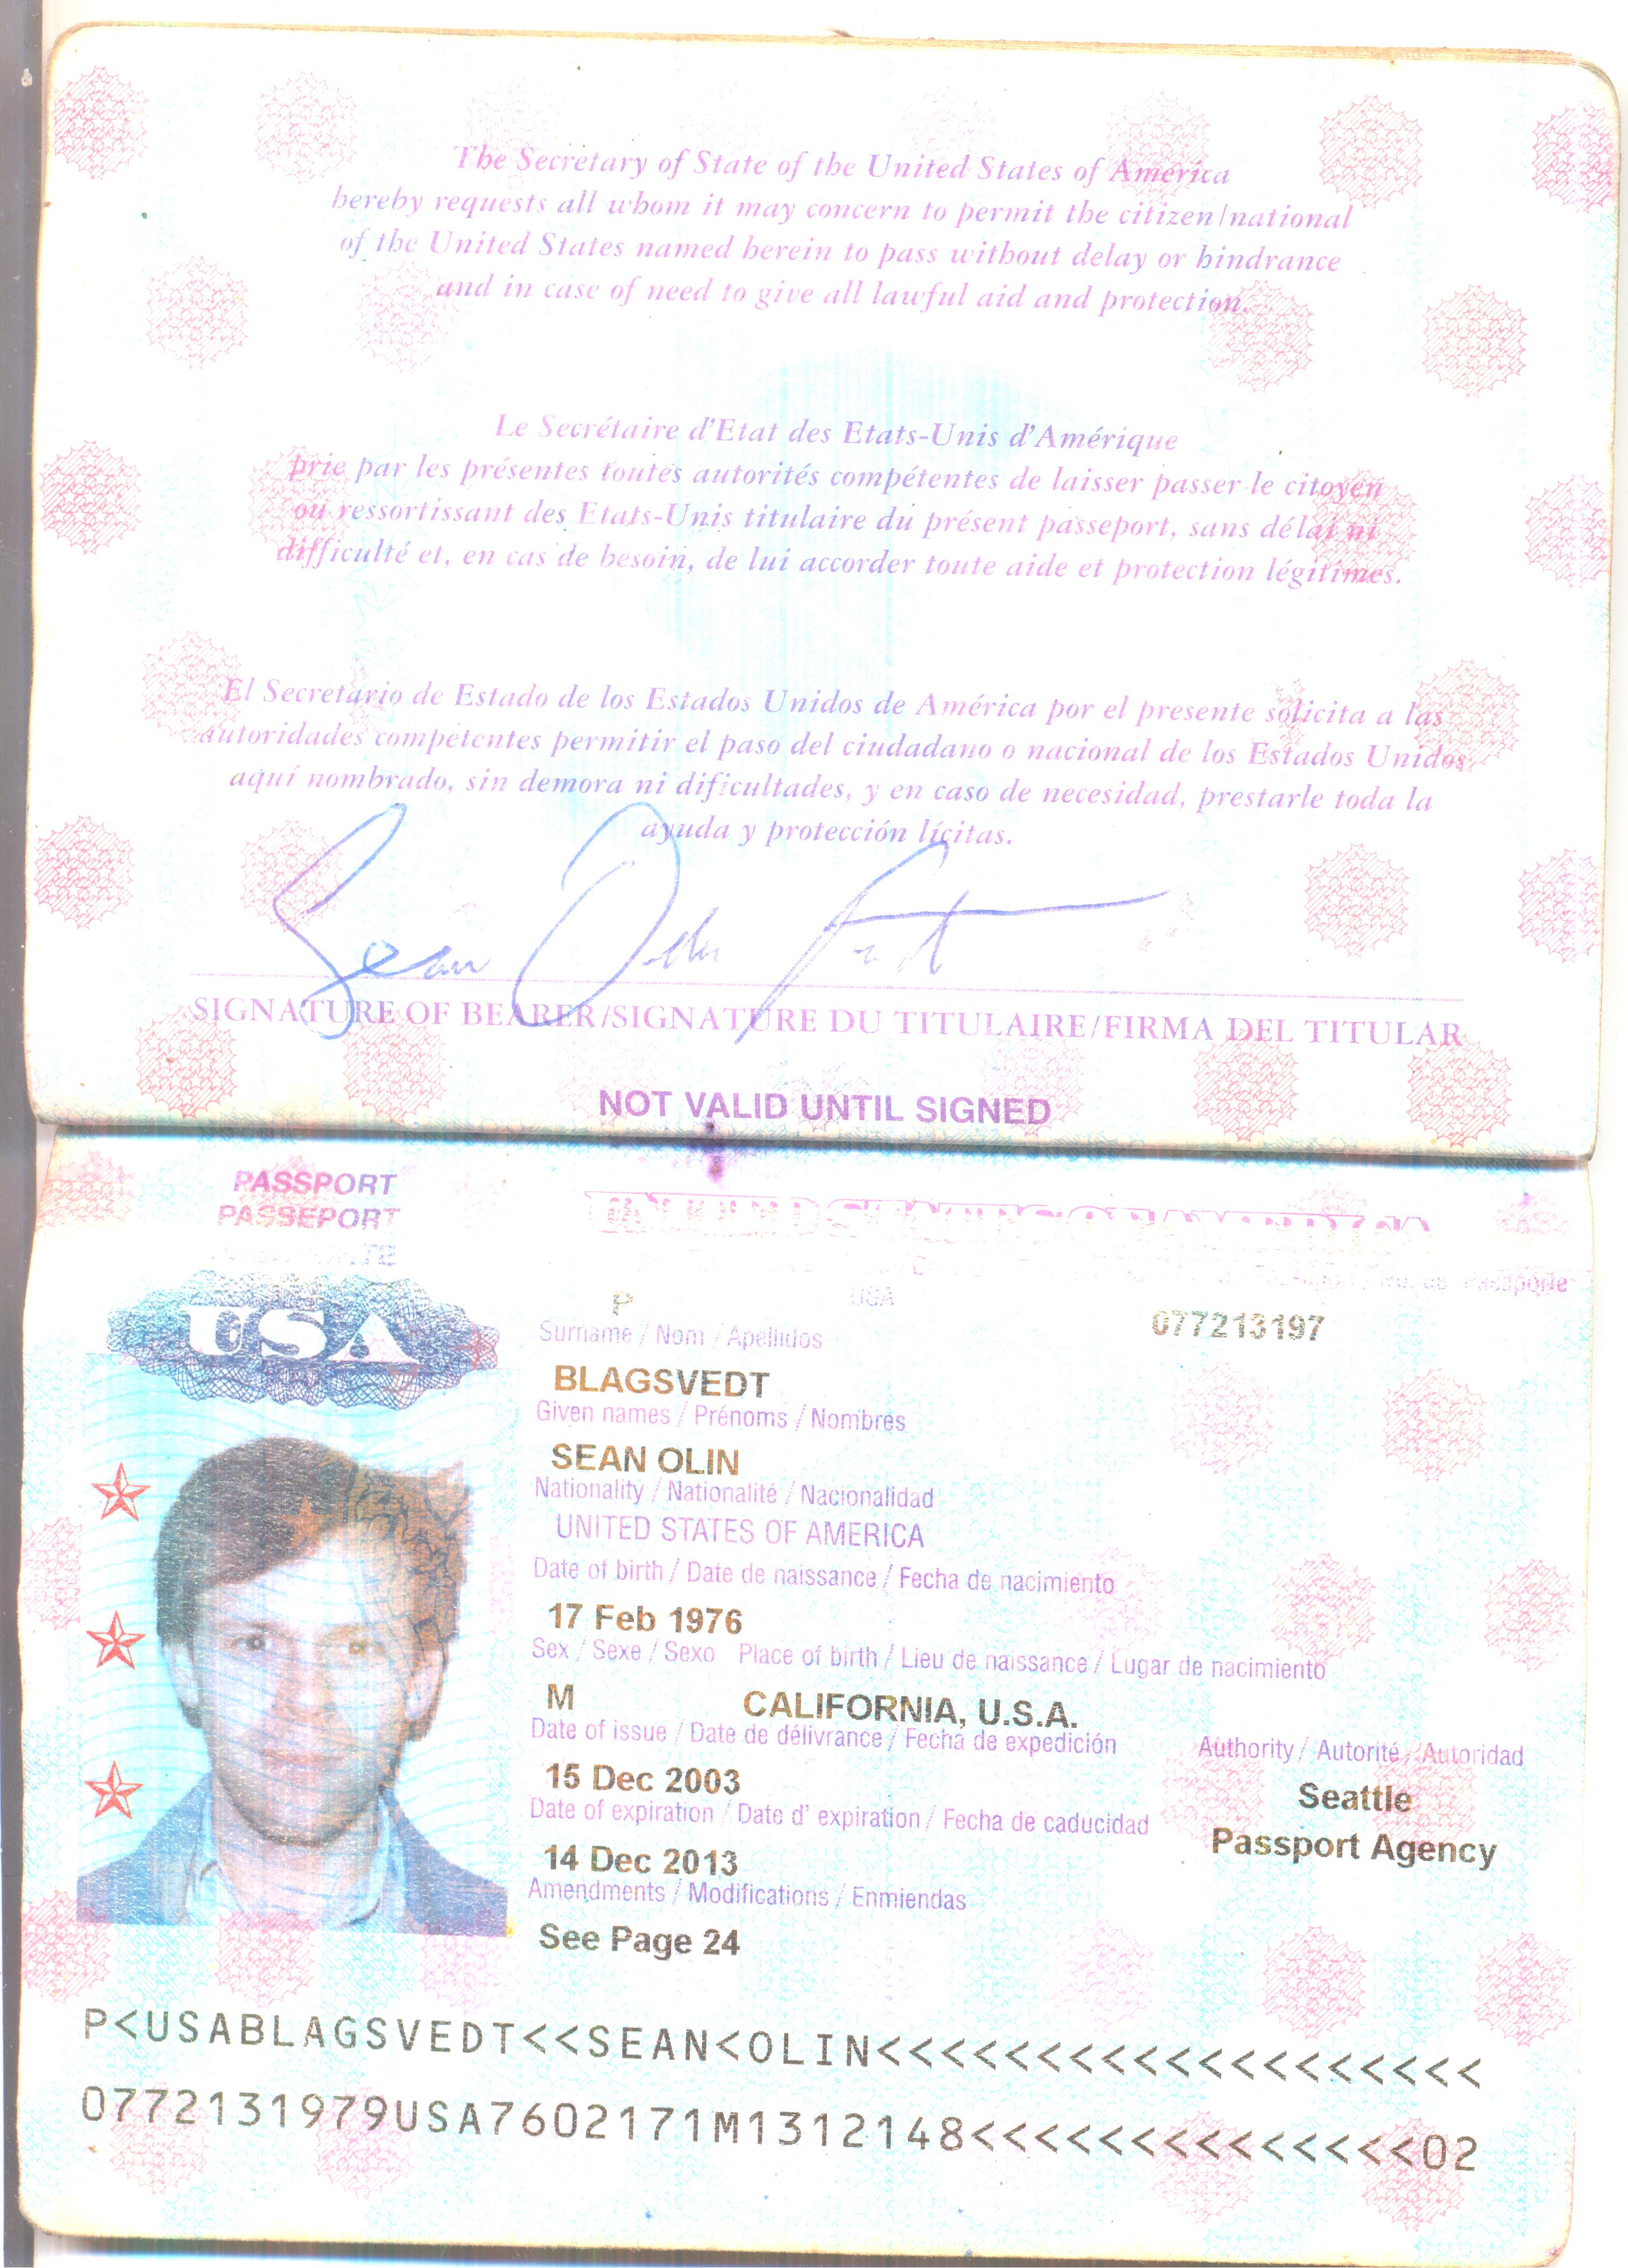 The Secretary of State of the United States of America
hereby requests all whom it may concern to permit the citizen/national
of the United States named herein to pass without delay or hindrance
and in case of need to give all lawful aid and protection.
Le Secrétaire d'Etat des Etats-Unis d'Amérique
prie par les présentes toutes autorités compétentes de laisser passer le citoyen
ou ressortissant des Etats-Unis titulaire du présent passeport, sans délai ni
difficulté et, en cas de besoin, de lui accorder toute aide et protection légitimes.
El Secretario de Estado de los Estados Unidos de América por el presente solicita a las
autoridades competentes permitir el paso del ciudadano o nacional de los Estados Unidos
aquí nombrado, sin demora ni dificultades, y en caso de necesidad, prestarle toda la
ayuda y protección lícitas.
Sean
SIGNATURE OF BEARER/SIGNATURE DU TITULAIRE/FIRMA DEL TITULAR
NOT VALID UNTIL SIGNED
PASSPORT
PASSEPORT
UNITED STATES OF AMERICA
No. de Pasaporte
USA
P USA 077213197
Surname / Nom / Apellidos
BLAGSVEDT
Given names / Prénoms / Nombres
SEAN OLIN
Nationality / Nationalité / Nacionalidad
UNITED STATES OF AMERICA
Date of birth / Date de naissance / Fecha de nacimiento
17 Feb 1976
Sex / Sexe / Sexo Place of birth / Lieu de naissance / Lugar de nacimiento
M CALIFORNIA, U.S.A.
Date of issue / Date de délivrance / Fecha de expedición Authority / Autorité / Autoridad
15 Dec 2003 Seattle
Date of expiration / Date d' expiration / Fecha de caducidad Passport Agency
14 Dec 2013
Amendments / Modifications / Enmiendas
See Page 24
P<USABLAGSVEDT<<SEAN<OLIN<<<<<<<<<<<<<<<<<<<
0772131979USA7602171M1312148<<<<<<<<<<<<<<02